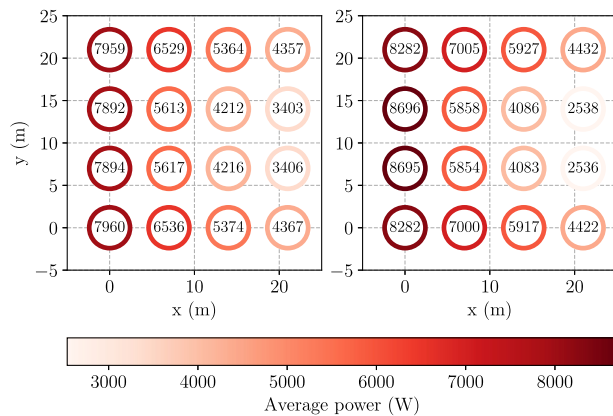 25
20
15
10
5
0
−5
y (m)
7959 6529 5364 4357
7892 5613 4212 3403
7894 5617 4216 3406
7960 6536 5374 4367
0 10 20
x (m)
8282 7005 5927 4432
8696 5858 4086 2538
8695 5854 4083 2536
8282 7000 5917 4422
25
20
15
10
5
0
−5
0 10 20
x (m)
3000 4000 5000 6000 7000 8000
Average power (W)